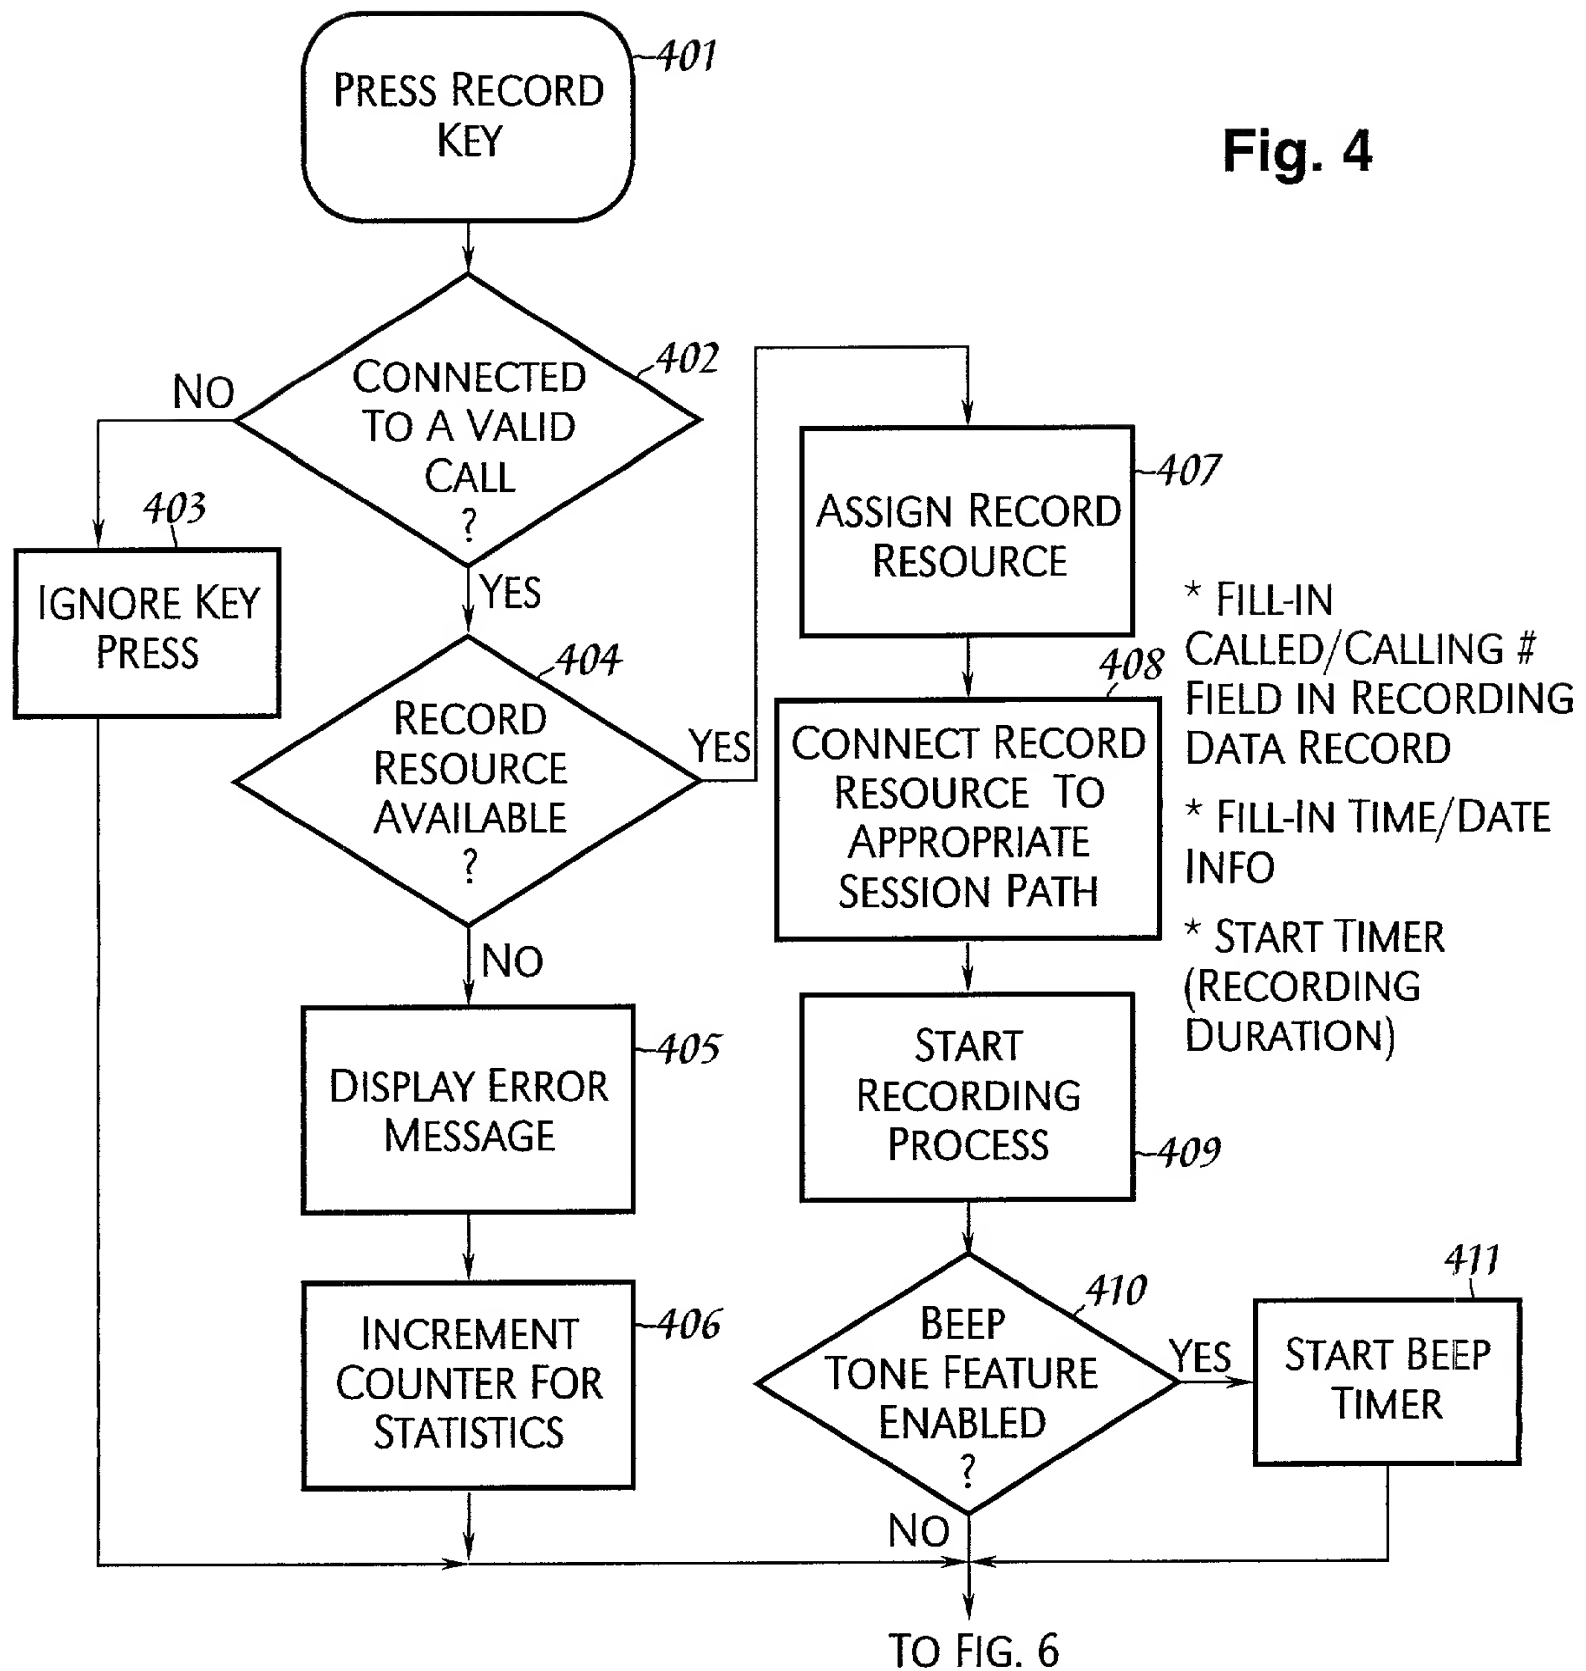 401
PRESS RECORD
KEY
Fig. 4
402
CONNECTED
TO A VALID
CALL
?
NO
YES
403
IGNORE KEY
PRESS
404
RECORD
RESOURCE
AVAILABLE
?
YES
NO
405
DISPLAY ERROR
MESSAGE
406
INCREMENT
COUNTER FOR
STATISTICS
407
ASSIGN RECORD
RESOURCE
408
CONNECT RECORD
RESOURCE TO
APPROPRIATE
SESSION PATH
* FILL-IN
CALLED/CALLING #
FIELD IN RECORDING
DATA RECORD
* FILL-IN TIME/DATE
INFO
* START TIMER
(RECORDING
DURATION)
START
RECORDING
PROCESS
409
410
BEEP
TONE FEATURE
ENABLED
?
YES
NO
411
START BEEP
TIMER
TO FIG. 6